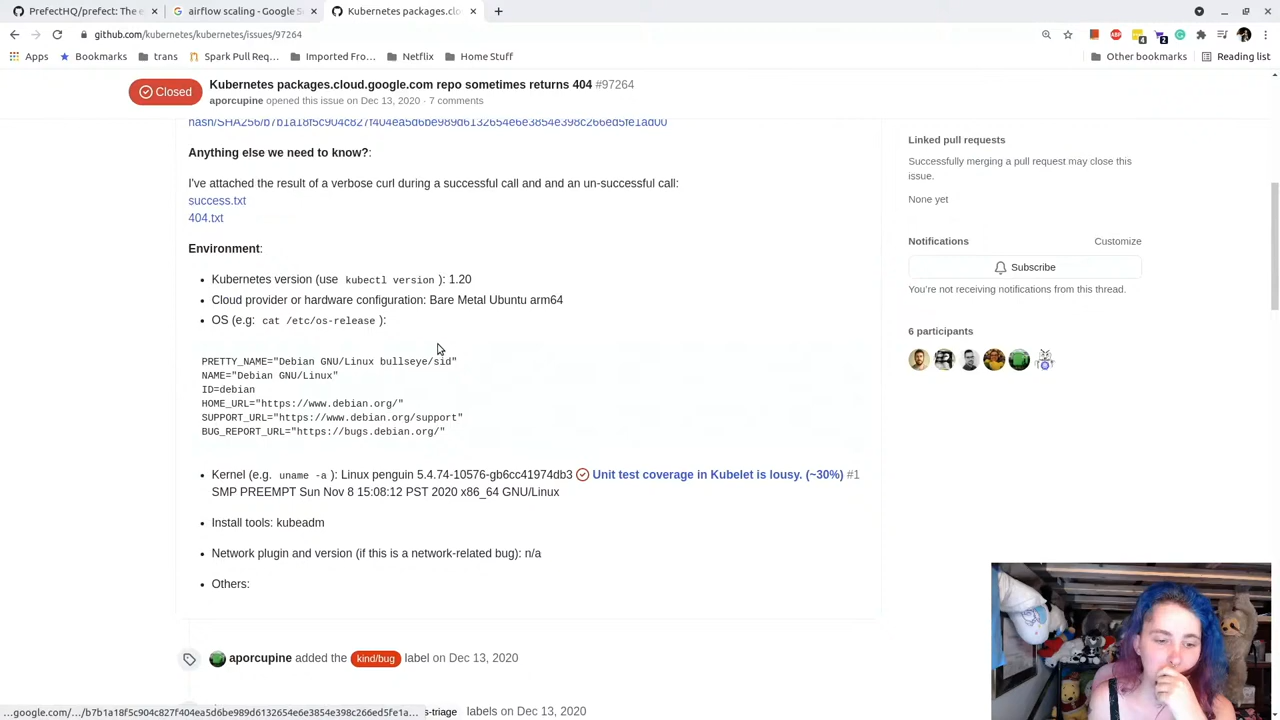 PrefectHQ/prefect: The e
airflow scaling - Google S
Kubernetes packages.clo
github.com/kubernetes/kubernetes/issues/97264
4
2
Apps
Bookmarks
trans
Spark Pull Req...
Imported Fro...
Netflix
Home Stuff
Other bookmarks
Reading list
Closed
Kubernetes packages.cloud.google.com repo sometimes returns 404 #97264
aporcupine opened this issue on Dec 13, 2020 · 7 comments
hash/SHA256/b7b1a18f5c904c827f404ea5d6be989d6132654e6e3854e398c266ed5fe1ad00
Anything else we need to know?:
I've attached the result of a verbose curl during a successful call and and an un-successful call:
success.txt
404.txt
Environment:
• Kubernetes version (use kubectl version ): 1.20
• Cloud provider or hardware configuration: Bare Metal Ubuntu arm64
• OS (e.g: cat /etc/os-release ):
PRETTY_NAME="Debian GNU/Linux bullseye/sid"
NAME="Debian GNU/Linux"
ID=debian
HOME_URL="https://www.debian.org/"
SUPPORT_URL="https://www.debian.org/support"
BUG_REPORT_URL="https://bugs.debian.org/"
• Kernel (e.g. uname -a ): Linux penguin 5.4.74-10576-gb6cc41974db3 Unit test coverage in Kubelet is lousy. (~30%) #1
SMP PREEMPT Sun Nov 8 15:08:12 PST 2020 x86_64 GNU/Linux
• Install tools: kubeadm
• Network plugin and version (if this is a network-related bug): n/a
• Others:
aporcupine added the kind/bug label on Dec 13, 2020
s-triage labels on Dec 13, 2020
Linked pull requests
Successfully merging a pull request may close this
issue.
None yet
Notifications
Customize
Subscribe
You're not receiving notifications from this thread.
6 participants
...google.com/.../b7b1a18f5c904c827f404ea5d6be989d6132654e6e3854e398c266ed5fe1a...